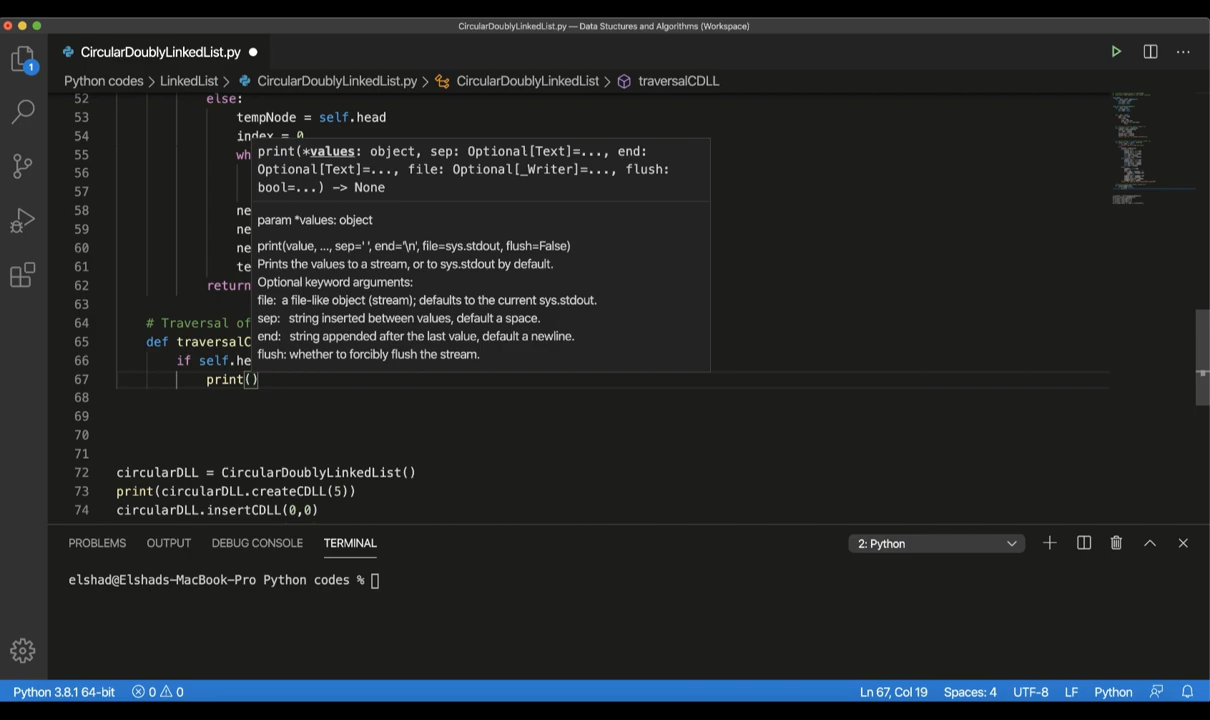 CircularDoublyLinkedList.py — Data Stuctures and Algorithms (Workspace)
CircularDoublyLinkedList.py
Python codes > LinkedList > CircularDoublyLinkedList.py > CircularDoublyLinkedList > traversalCDLL
52 else:
53 tempNode = self.head
54 index = 0
55 wh
56
57
58 ne
59 ne
60 ne
61 te
62 return
63
64 # Traversal of
65 def traversalC
66 if self.he
67 print()
68
69
70
71
72 circularDLL = CircularDoublyLinkedList()
73 print(circularDLL.createCDLL(5))
74 circularDLL.insertCDLL(0,0)
print(*values: object, sep: Optional[Text]=..., end:
Optional[Text]=..., file: Optional[_Writer]=..., flush:
bool=...) -> None
param *values: object
print(value, ..., sep=' ', end='\n', file=sys.stdout, flush=False)
Prints the values to a stream, or to sys.stdout by default.
Optional keyword arguments:
file: a file-like object (stream); defaults to the current sys.stdout.
sep: string inserted between values, default a space.
end: string appended after the last value, default a newline.
flush: whether to forcibly flush the stream.
PROBLEMS OUTPUT DEBUG CONSOLE TERMINAL 2: Python
elshad@Elshads-MacBook-Pro Python codes %
1
Python 3.8.1 64-bit 0 0 Ln 67, Col 19 Spaces: 4 UTF-8 LF Python